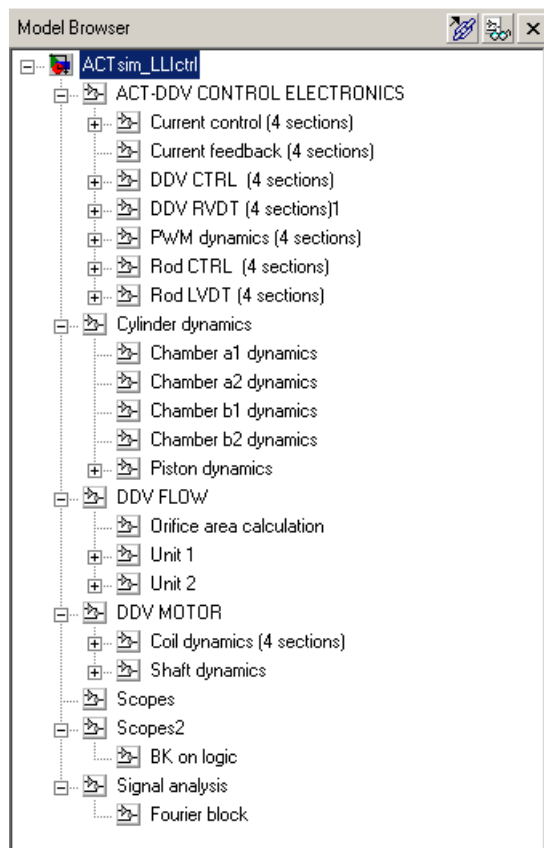 Model Browser
ACTsim_LLIctrl
ACT-DDV CONTROL ELECTRONICS
Current control (4 sections)
Current feedback (4 sections)
DDV CTRL  (4 sections)
DDV RVDT (4 sections)1
PWM dynamics (4 sections)
Rod CTRL  (4 sections)
Rod LVDT (4 sections)
Cylinder dynamics
Chamber a1 dynamics
Chamber a2 dynamics
Chamber b1 dynamics
Chamber b2 dynamics
Piston dynamics
DDV FLOW
Orifice area calculation
Unit 1
Unit 2
DDV MOTOR
Coil dynamics (4 sections)
Shaft dynamics
Scopes
Scopes2
BK on logic
Signal analysis
Fourier block